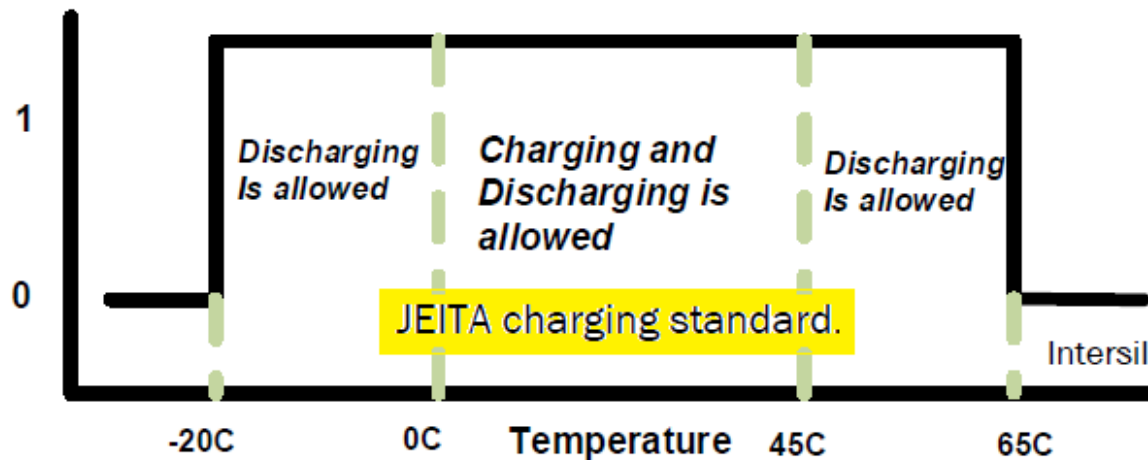 1
Discharging
Is allowed
Charging and
Discharging is
allowed
Discharging
Is allowed
0
JEITA charging standard.
Intersil
-20C
0C
Temperature
45C
65C